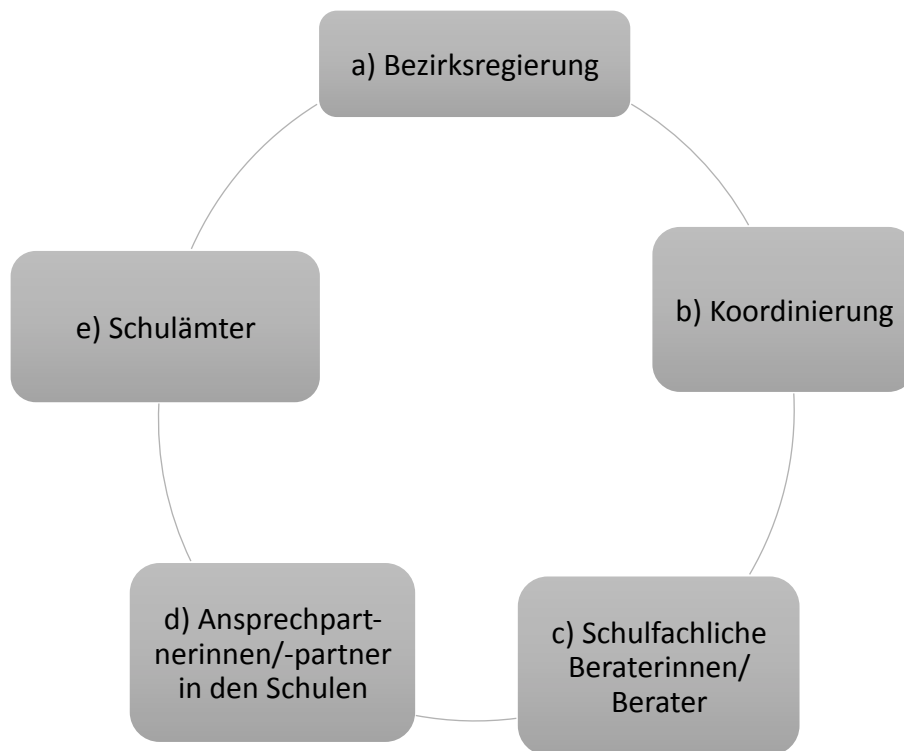 a) Bezirksregierung
b) Koordinierung
c) Schulfachliche
Beraterinnen/
Berater
d) Ansprechpart-
nerinnen/-partner
in den Schulen
e) Schulämter